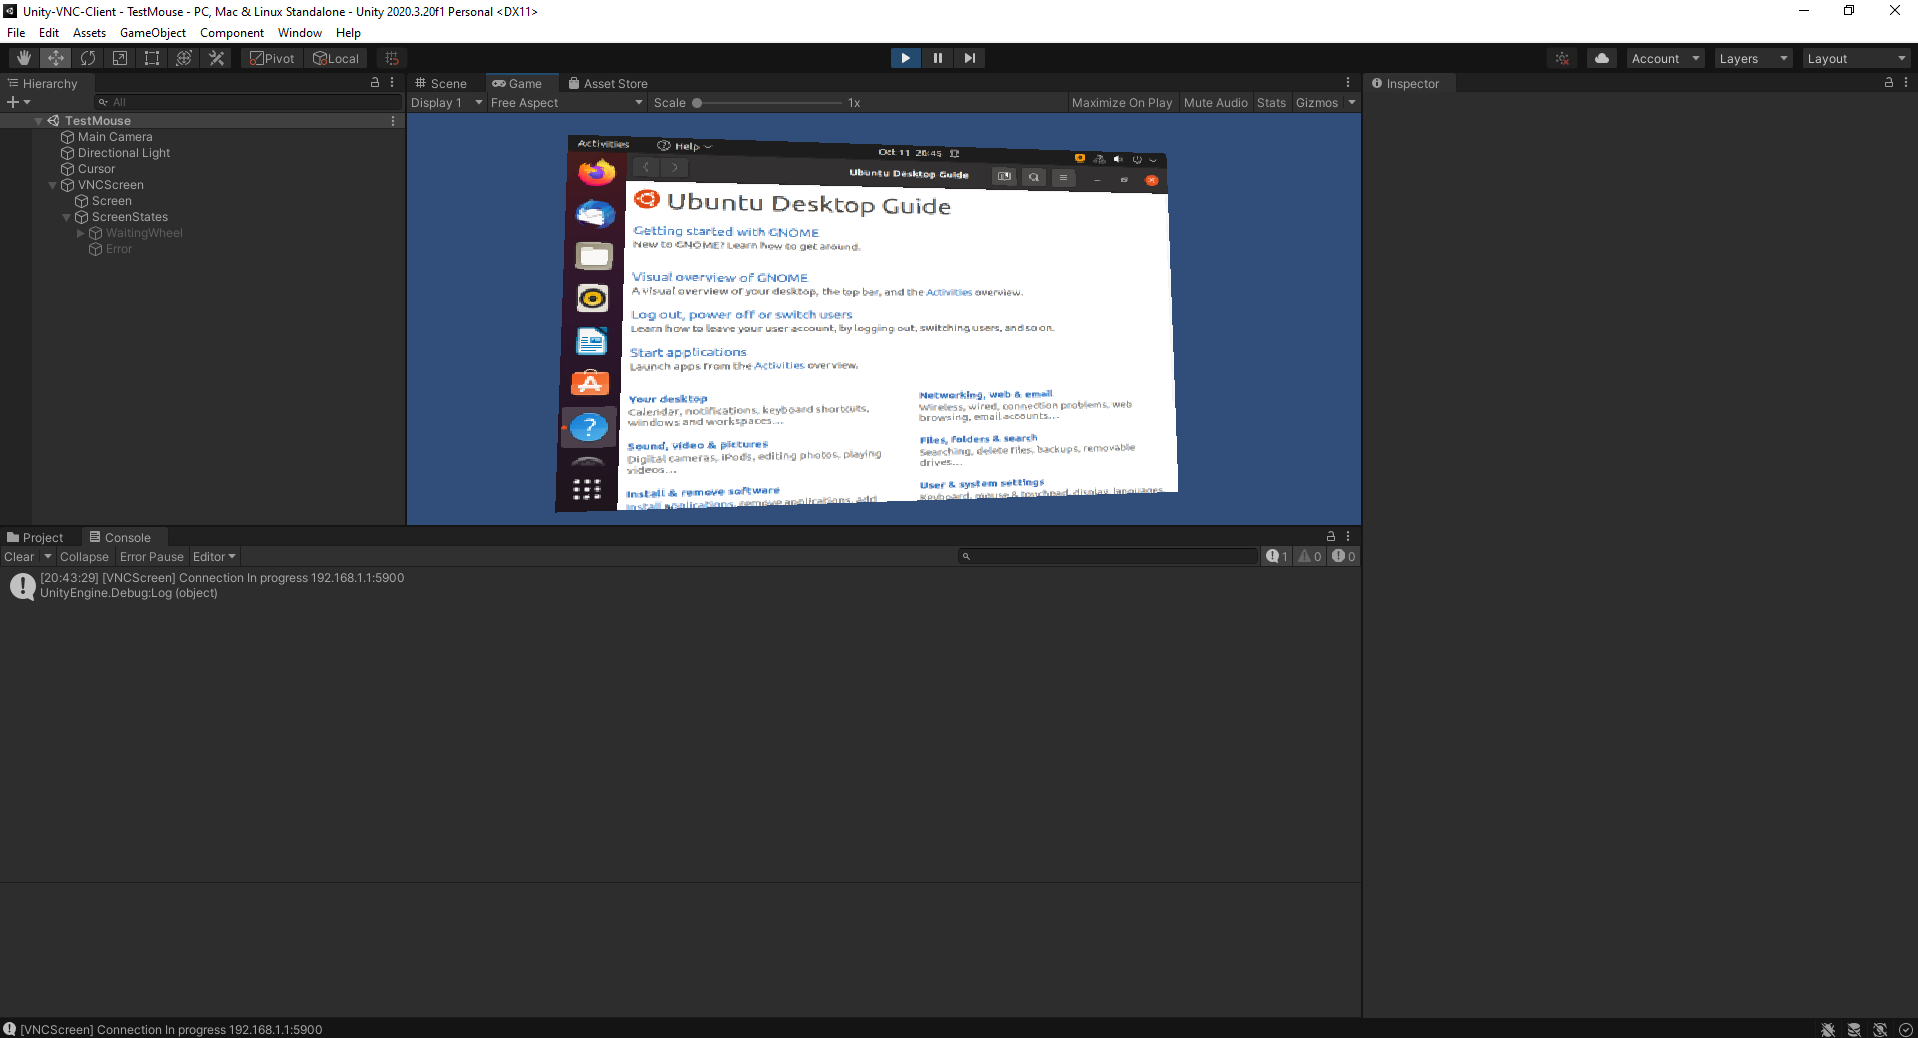 Unity-VNC-Client - TestMouse - PC, Mac & Linux Standalone - Unity 2020.3.20f1 Personal <DX11>
File Edit Assets GameObject Component Window Help
Pivot Local Account Layers Layout
Hierarchy
All
TestMouse
Main Camera
Directional Light
Cursor
VNCScreen
Screen
ScreenStates
WaitingWheel
Error
Scene Game Asset Store
Display 1 Free Aspect Scale 1x Maximize On Play Mute Audio Stats Gizmos
Activities Help Oct 11 20:45
Ubuntu Desktop Guide
Ubuntu Desktop Guide
Getting started with GNOME
New to GNOME? Learn how to get around.
Visual overview of GNOME
A visual overview of your desktop, the top bar, and the Activities overview.
Log out, power off or switch users
Learn how to leave your user account, by logging out, switching users, and so on.
Start applications
Launch apps from the Activities overview.
Your desktop
Calendar, notifications, keyboard shortcuts,
windows and workspaces...
Sound, video & pictures
Digital cameras, iPods, editing photos, playing
videos...
Install & remove software
Install applications, remove applications, add
Networking, web & email
Wireless, wired, connection problems, web
browsing, email accounts...
Files, folders & search
Searching, delete files, backups, removable
drives...
User & system settings
Keyboard, mouse & touchpad, display, languages,
Inspector
Project Console
Clear Collapse Error Pause Editor 1 0 0
[20:43:29] [VNCScreen] Connection In progress 192.168.1.1:5900
UnityEngine.Debug:Log (object)
[VNCScreen] Connection In progress 192.168.1.1:5900